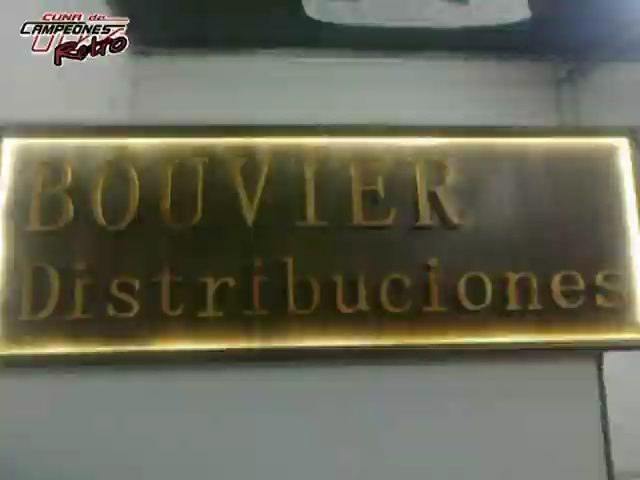 CUNA de
CAMPEONES
Retro
BOUVIER
Distribuciones